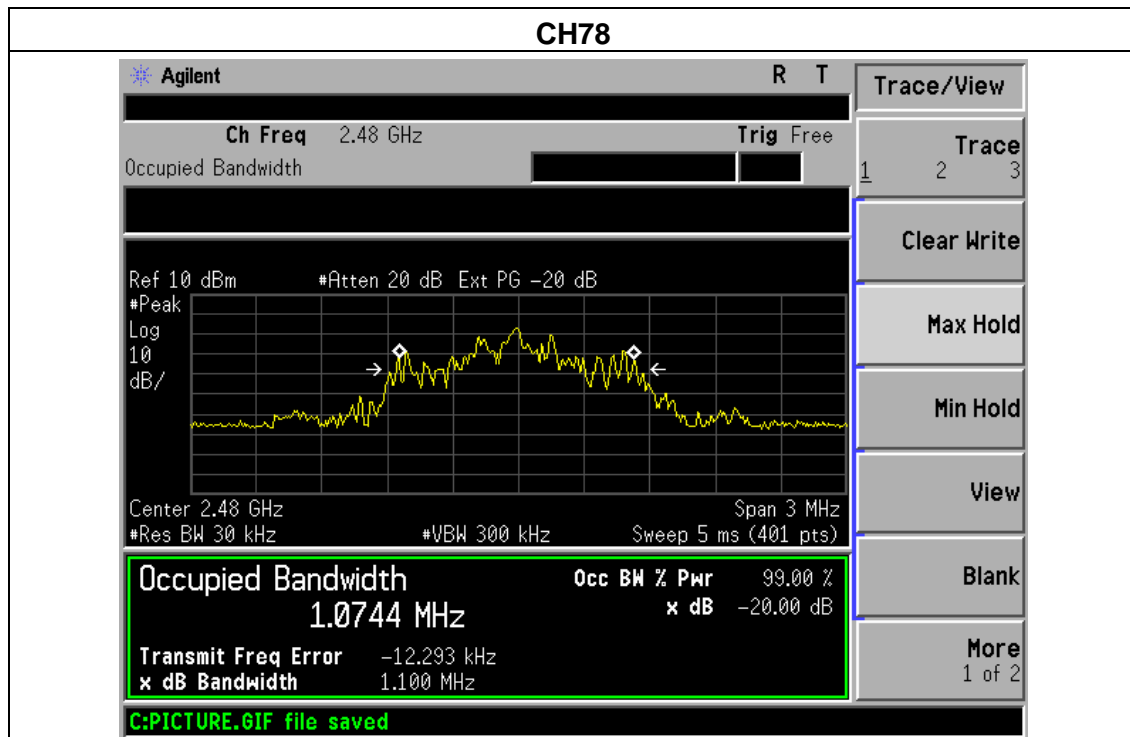 CH78
Agilent R T
Trace/View
Ch Freq 2.48 GHz Trig Free
Occupied Bandwidth
Trace
1 2 3
Clear Write
Ref 10 dBm #Atten 20 dB Ext PG -20 dB
#Peak
Log
10
dB/
Max Hold
Min Hold
View
Center 2.48 GHz Span 3 MHz
#Res BW 30 kHz #VBW 300 kHz Sweep 5 ms (401 pts)
Occupied Bandwidth Occ BW % Pwr 99.00 %
1.0744 MHz x dB -20.00 dB
Blank
Transmit Freq Error -12.293 kHz
x dB Bandwidth 1.100 MHz
More
1 of 2
C:PICTURE.GIF file saved